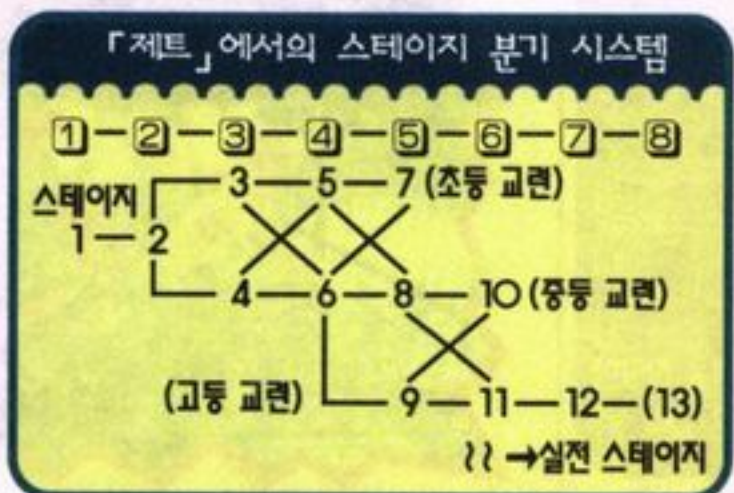 「제트」에서의 스테이지 분기 시스템
1—2—3—4—5—6—7—8
3—5—7 (초등 교련)
스테이지
1—2
4—6—8—10 (중등 교련)
(고등 교련)
9—11—12—(13)
≀≀ →실전 스테이지